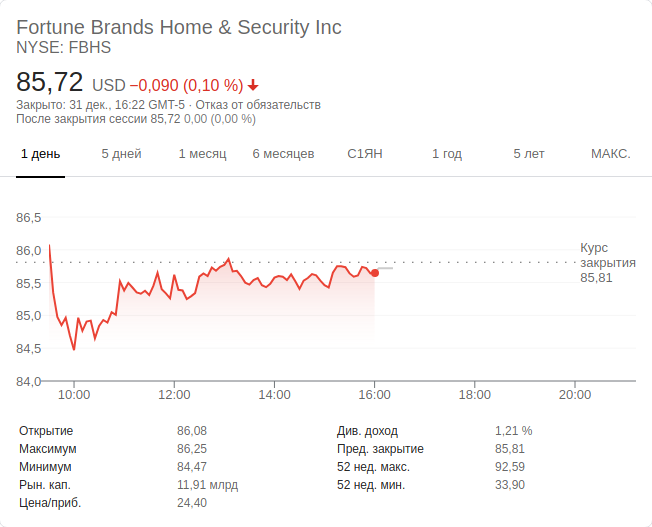 Fortune Brands Home & Security Inc
NYSE: FBHS
85,72 USD −0,090 (0,10 %)
Закрыто: 31 дек., 16:22 GMT-5 · Отказ от обязательств
После закрытия сессии 85,72 0,00 (0,00 %)
1 день 5 дней 1 месяц 6 месяцев С1ЯН 1 год 5 лет МАКС.
86,5
86,0
85,5
85,0
84,5
84,0
Курс
закрытия
85,81
10:00 12:00 14:00 16:00 18:00 20:00
Открытие 86,08 Див. доход 1,21 %
Максимум 86,25 Пред. закрытие 85,81
Минимум 84,47 52 нед. макс. 92,59
Рын. кап. 11,91 млрд 52 нед. мин. 33,90
Цена/приб. 24,40